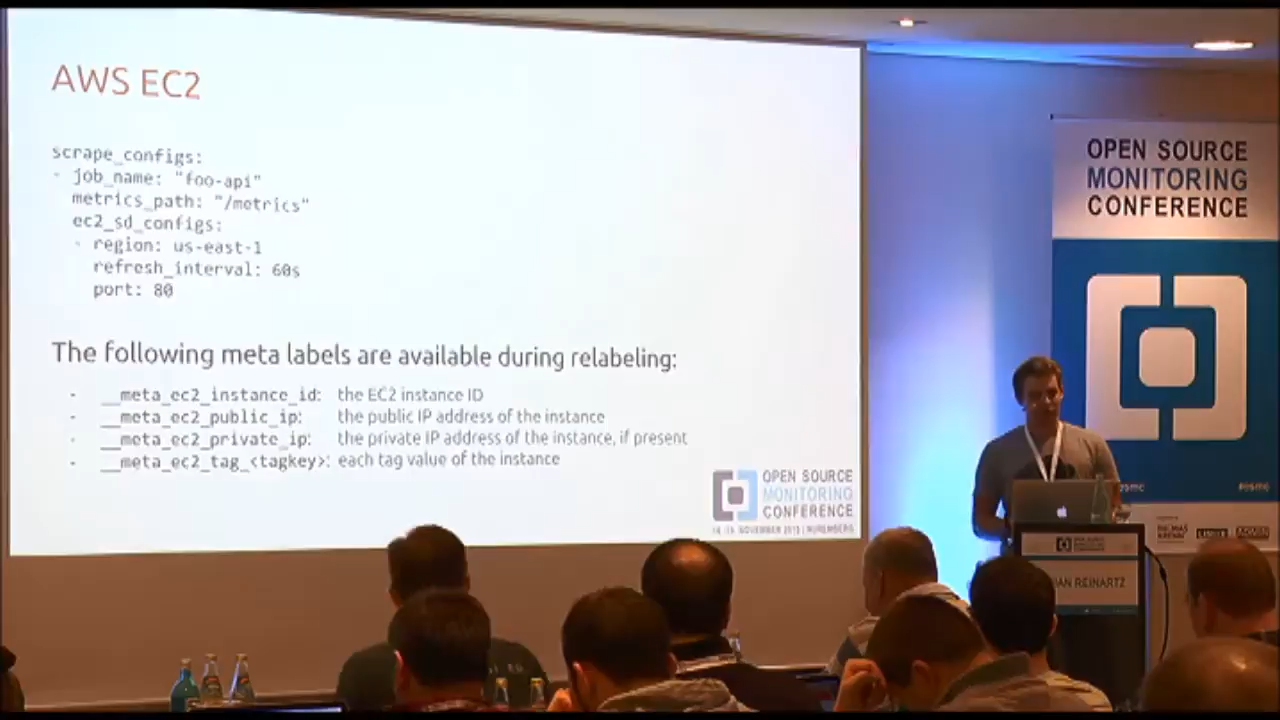 AWS EC2
scrape_configs:
- job_name: "foo-api"
metrics_path: "/metrics"
ec2_sd_configs:
- region: us-east-1
refresh_interval: 60s
port: 80
The following meta labels are available during relabeling:
- __meta_ec2_instance_id: the EC2 instance ID
- __meta_ec2_public_ip: the public IP address of the instance
- __meta_ec2_private_ip: the private IP address of the instance, if present
- __meta_ec2_tag_<tagkey>: each tag value of the instance
OPEN SOURCE
MONITORING
CONFERENCE
NOVEMBER 2015 | NUREMBERG
OPEN SOURCE
MONITORING
CONFERENCE
#osmc
REINARTZ